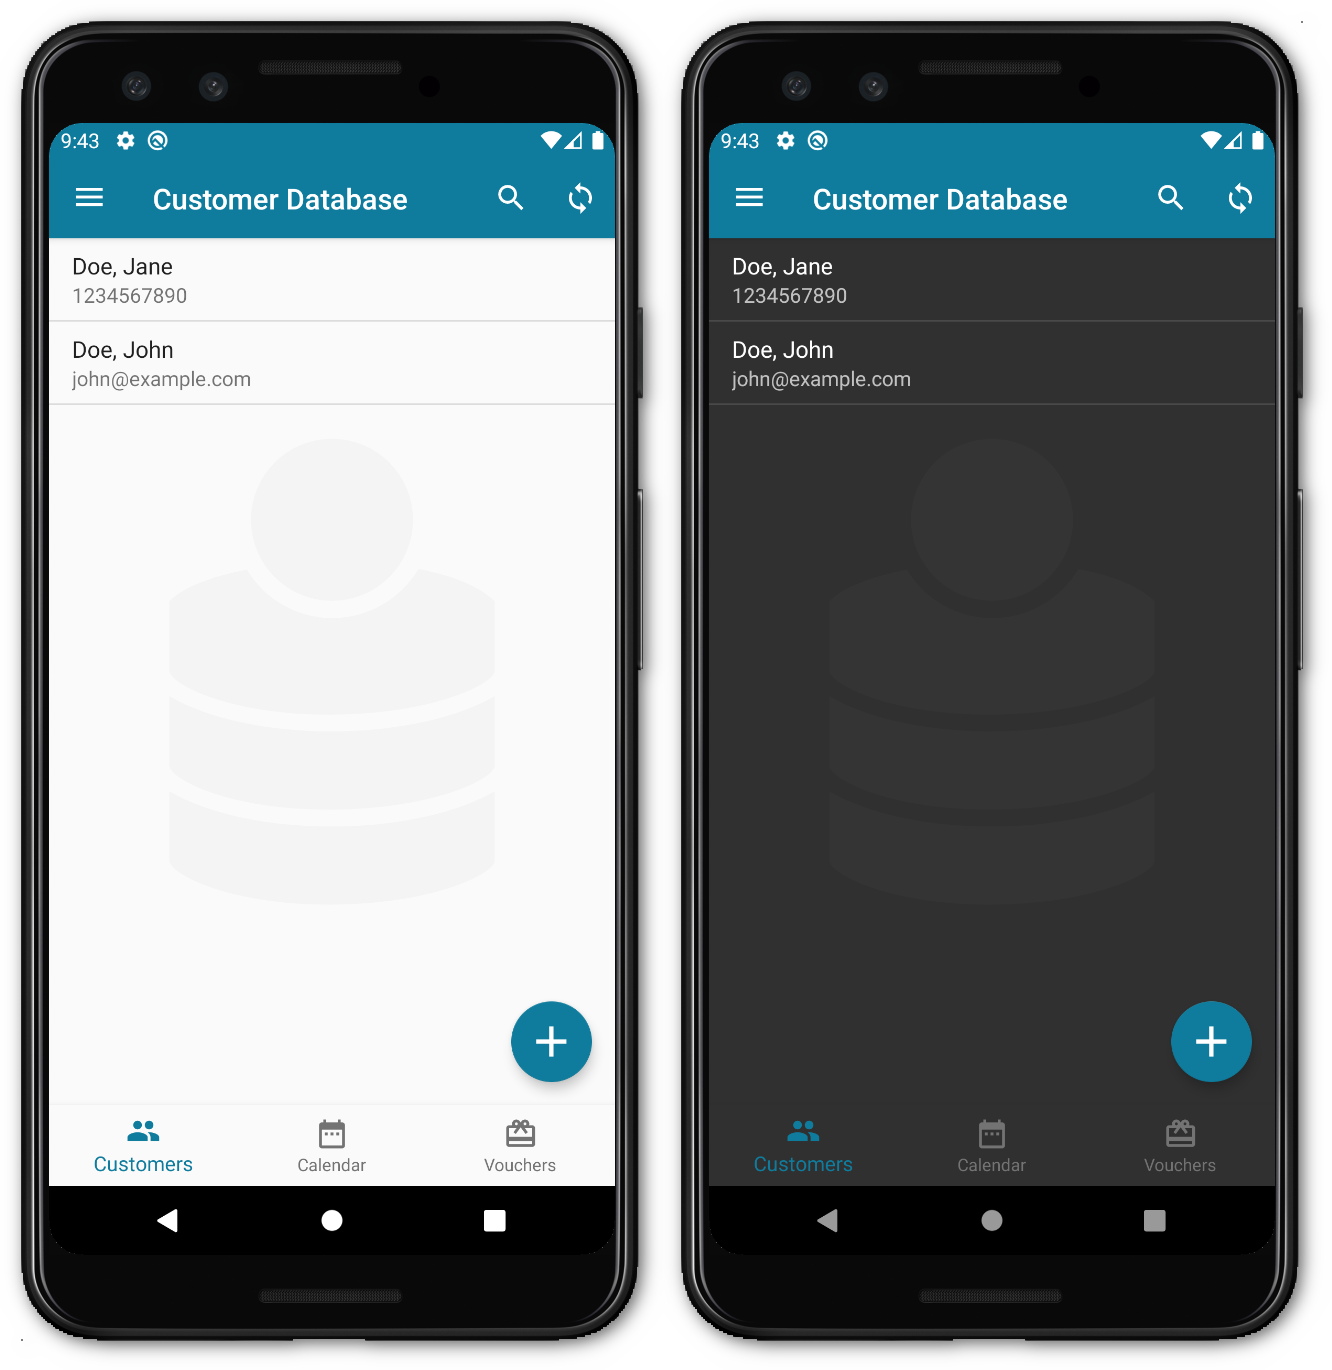 9:43
Customer Database
Doe, Jane
1234567890
Doe, John
john@example.com
Customers
Calendar
Vouchers
9:43
Customer Database
Doe, Jane
1234567890
Doe, John
john@example.com
Customers
Calendar
Vouchers